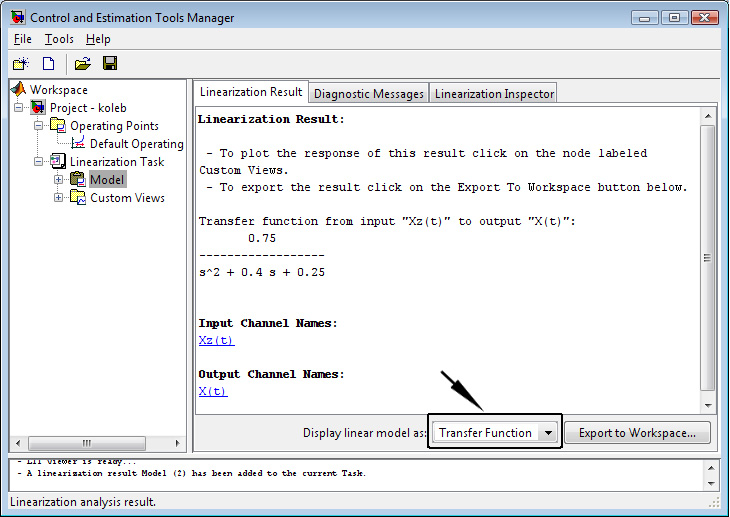 Control and Estimation Tools Manager
File Tools Help
Workspace
Project - koleb
Operating Points
Default Operating
Linearization Task
Model
Custom Views
Linearization Result Diagnostic Messages Linearization Inspector
Linearization Result:
- To plot the response of this result click on the node labeled
Custom Views.
- To export the result click on the Export To Workspace button below.
Transfer function from input "Xz(t)" to output "X(t)":
0.75
------------------
s^2 + 0.4 s + 0.25
Input Channel Names:
Xz(t)
Output Channel Names:
X(t)
Display linear model as: Transfer Function Export to Workspace...
- LTI Viewer is ready...
- A linearization result Model (2) has been added to the current Task.
Linearization analysis result.